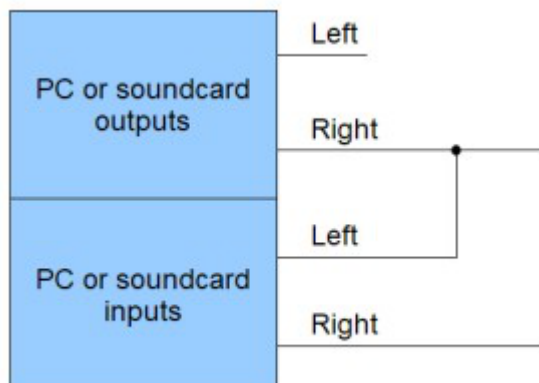 Left
PC or soundcard
outputs
Right
Left
PC or soundcard
inputs
Right